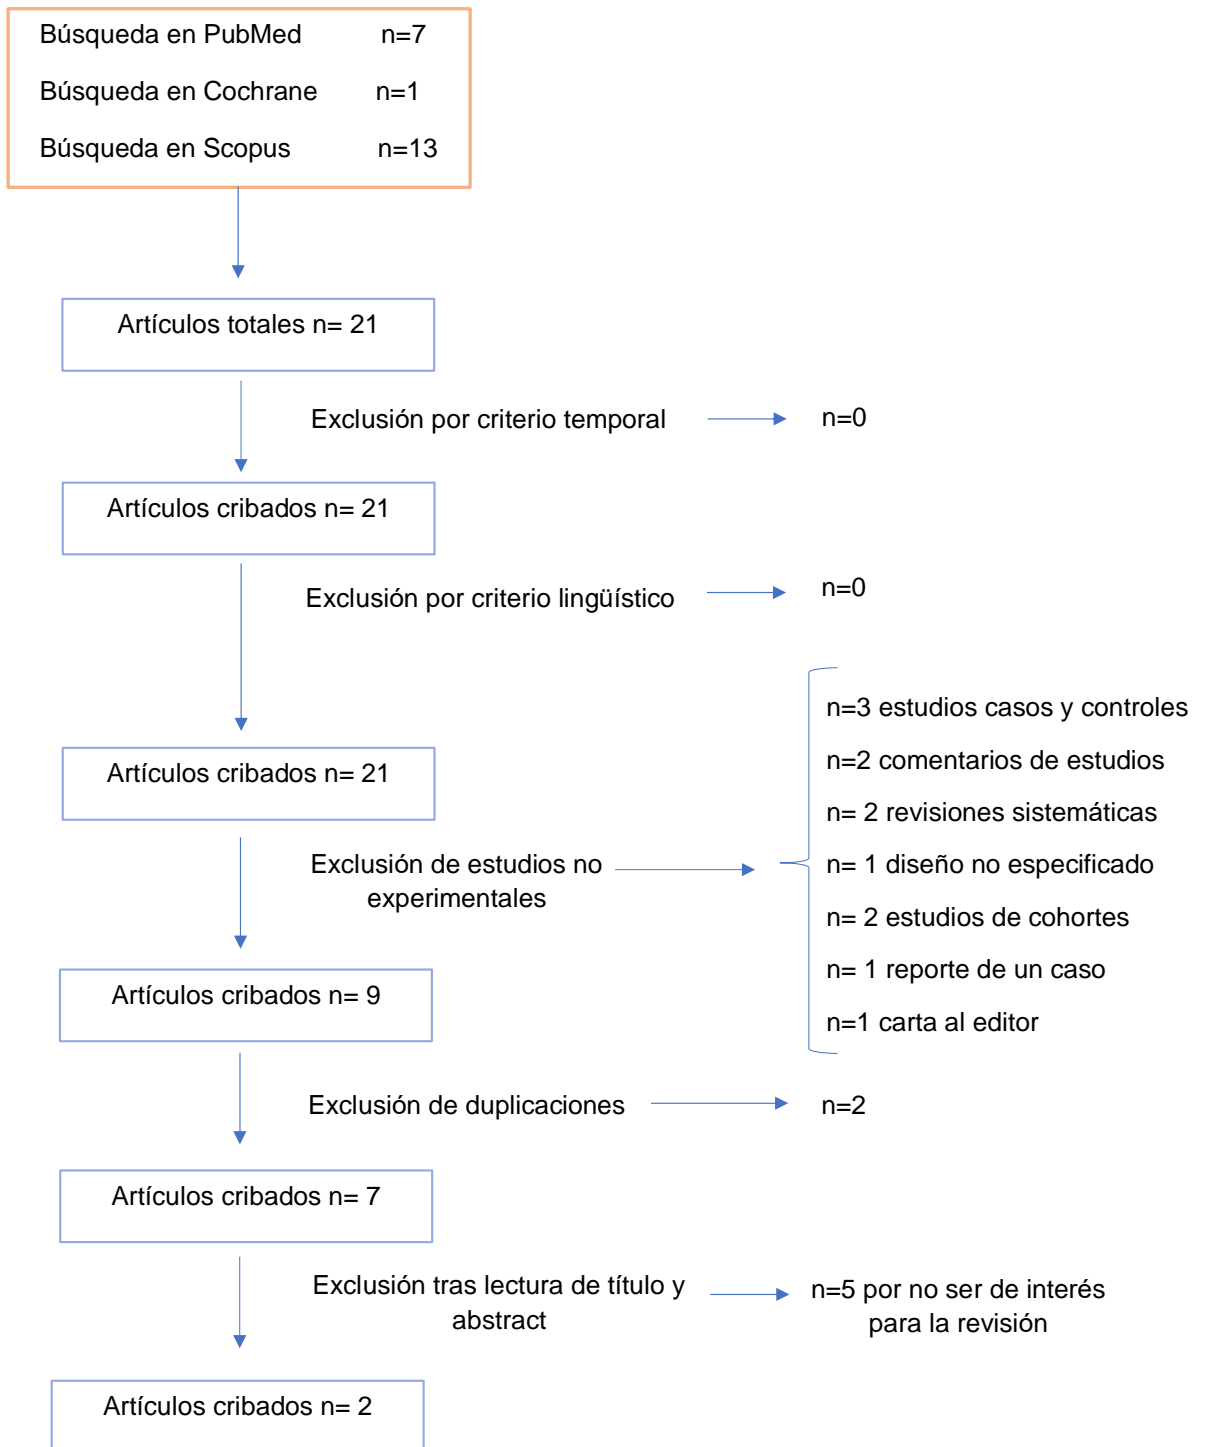 Búsqueda en PubMed n=7
Búsqueda en Cochrane n=1
Búsqueda en Scopus n=13
Artículos totales n= 21
Exclusión por criterio temporal n=0
Artículos cribados n= 21
Exclusión por criterio lingüístico n=0
Artículos cribados n= 21
Exclusión de estudios no
experimentales
n=3 estudios casos y controles
n=2 comentarios de estudios
n= 2 revisiones sistemáticas
n= 1 diseño no especificado
n= 2 estudios de cohortes
n= 1 reporte de un caso
n=1 carta al editor
Artículos cribados n= 9
Exclusión de duplicaciones n=2
Artículos cribados n= 7
Exclusión tras lectura de título y
abstract
n=5 por no ser de interés
para la revisión
Artículos cribados n= 2